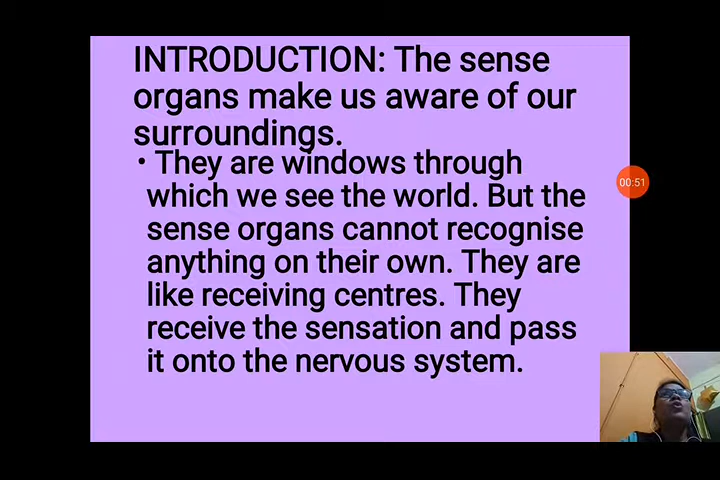 INTRODUCTION: The sense
organs make us aware of our
surroundings.
• They are windows through
which we see the world. But the
sense organs cannot recognise
anything on their own. They are
like receiving centres. They
receive the sensation and pass
it onto the nervous system.
00:51